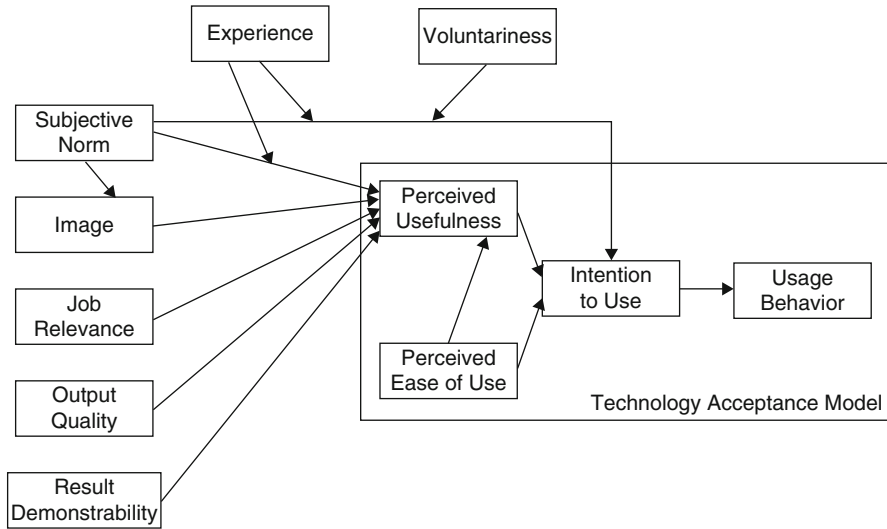 Experience
Voluntariness
Subjective
Norm
Image
Job
Relevance
Output
Quality
Result
Demonstrability
Perceived
Usefulness
Perceived
Ease of Use
Intention
to Use
Usage
Behavior
Technology Acceptance Model